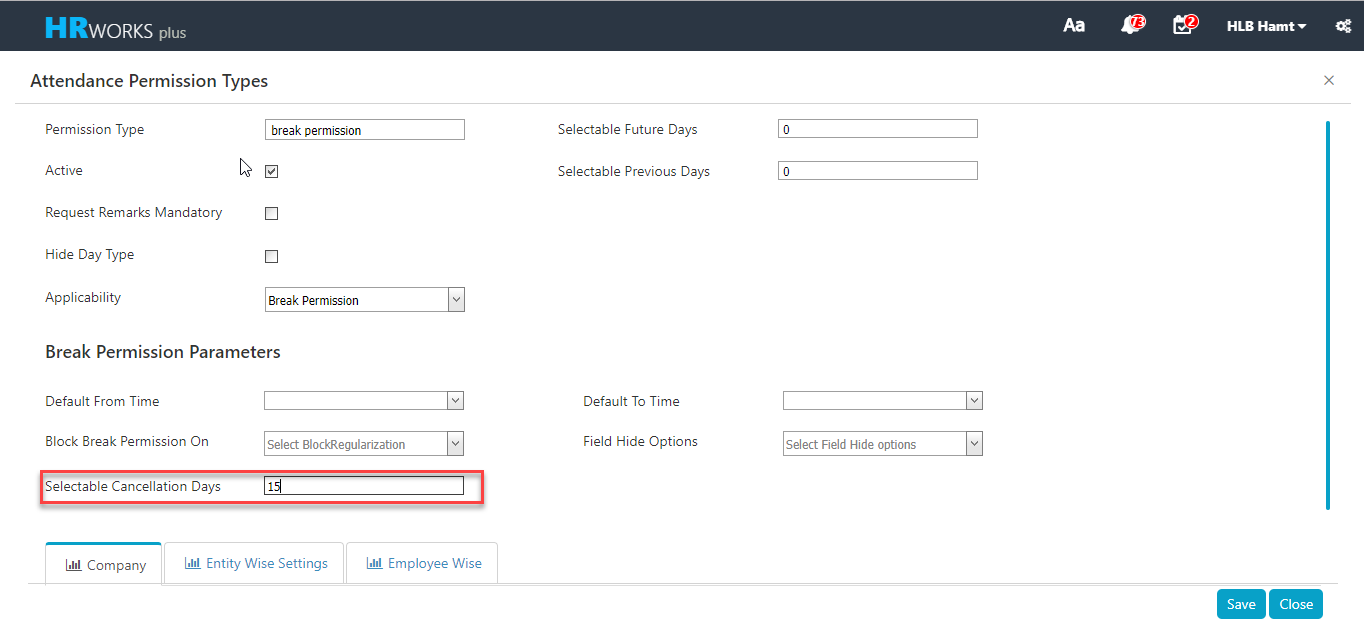 HRWORKS plus
Aa
73
2
HLB Hamt
Attendance Permission Types
×
Permission Type
break permission
Selectable Future Days
0
Active
Selectable Previous Days
0
Request Remarks Mandatory
Hide Day Type
Applicability
Break Permission
Break Permission Parameters
Default From Time
Default To Time
Block Break Permission On
Select BlockRegularization
Field Hide Options
Select Field Hide options
Selectable Cancellation Days
15
Company
Entity Wise Settings
Employee Wise
Save
Close